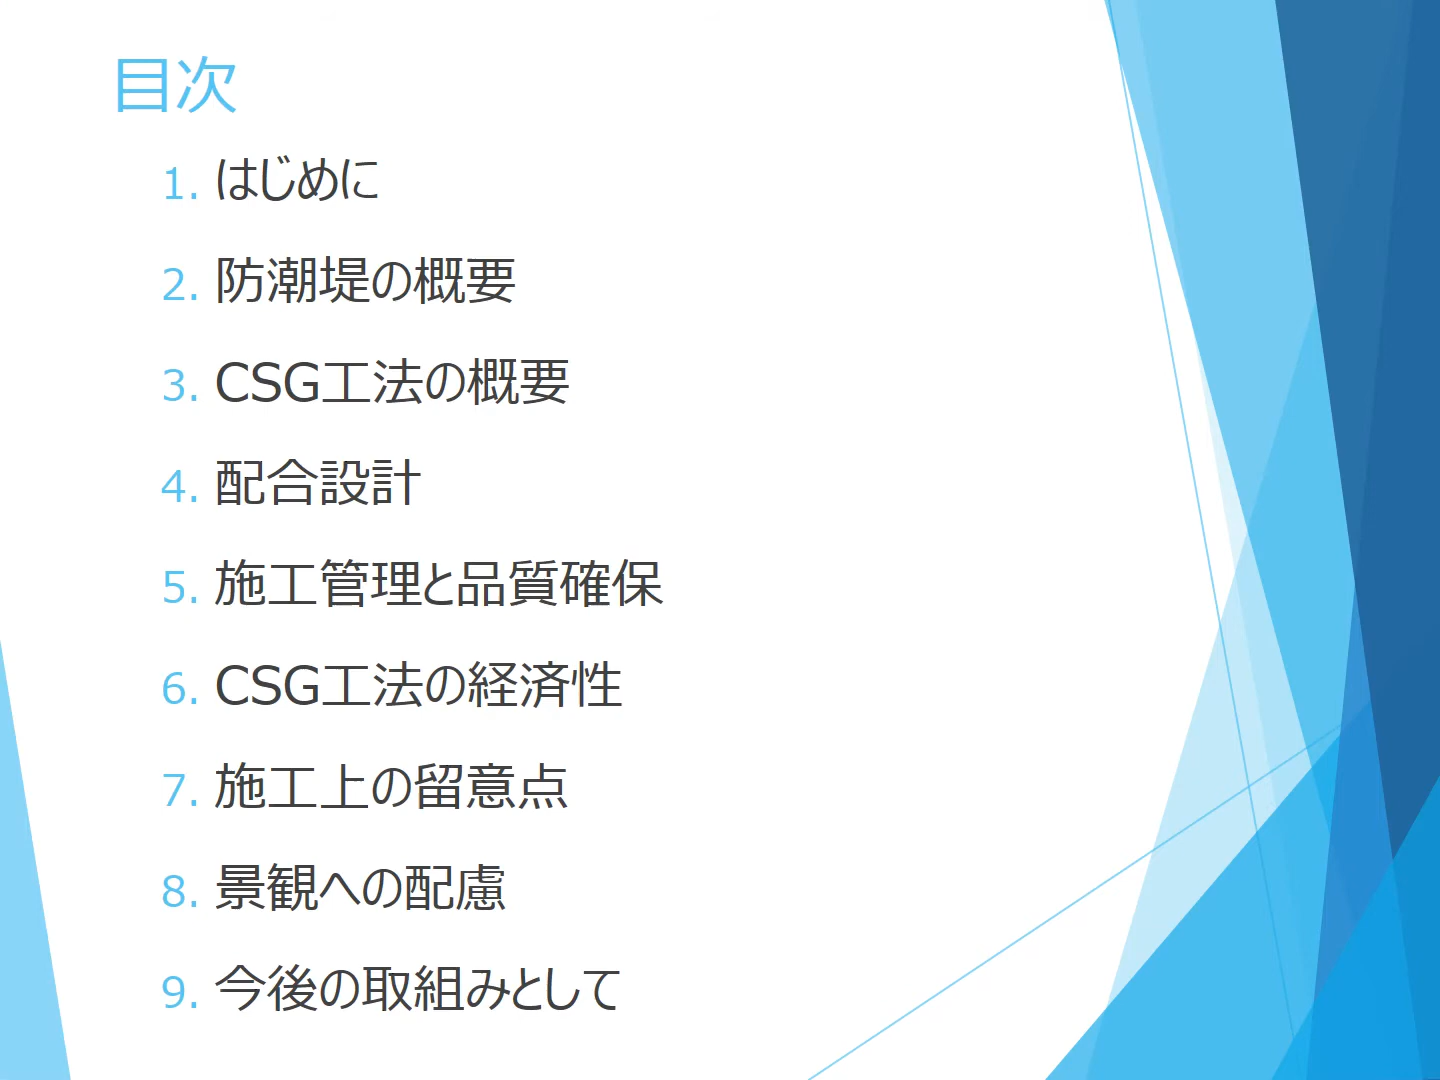 目次
1. はじめに
2. 防潮堤の概要
3. CSG工法の概要
4. 配合設計
5. 施工管理と品質確保
6. CSG工法の経済性
7. 施工上の留意点
8. 景観への配慮
9. 今後の取組みとして